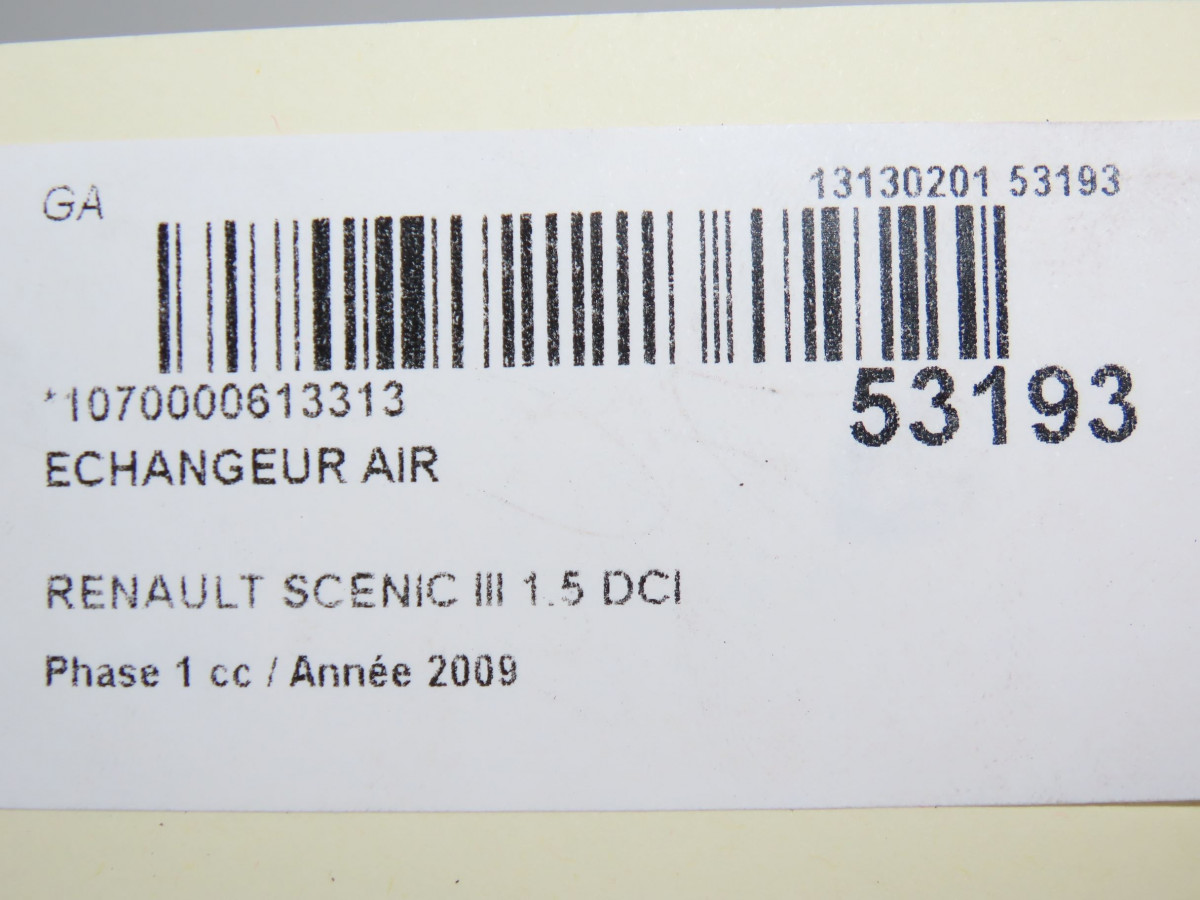 GA
13130201 53193
*1070000613313
53193
ECHANGEUR AIR
RENAULT SCENIC III 1.5 DCI
Phase 1 cc / Année 2009